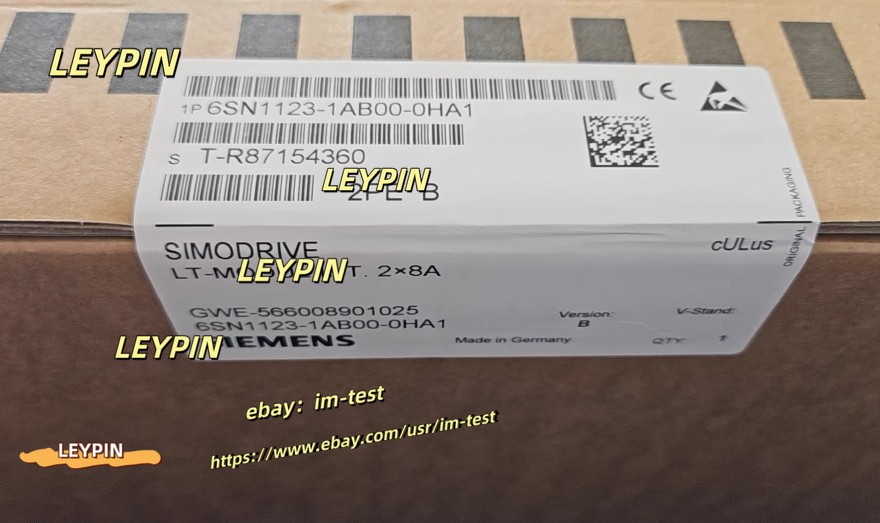 LEYPIN
CE
1P 6SN1123-1AB00-0HA1
S T-R87154360
LEYPIN
B
ORIGINAL PACKAGING
SIMODRIVE
cULus
LT-M LEYPIN T. 2×8A
GWE-566008901025
Version:
V-Stand:
6SN1123-1AB00-0HA1
B
LEYPIN
SIEMENS
Made in Germany
QTY: 1
ebay: im-test
https://www.ebay.com/usr/im-test
LEYPIN